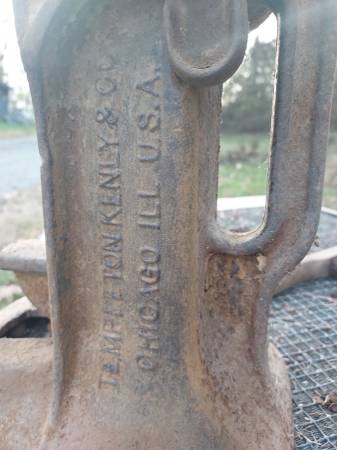 TEMPLETON KENLY & CO
CHICAGO ILL U.S.A.